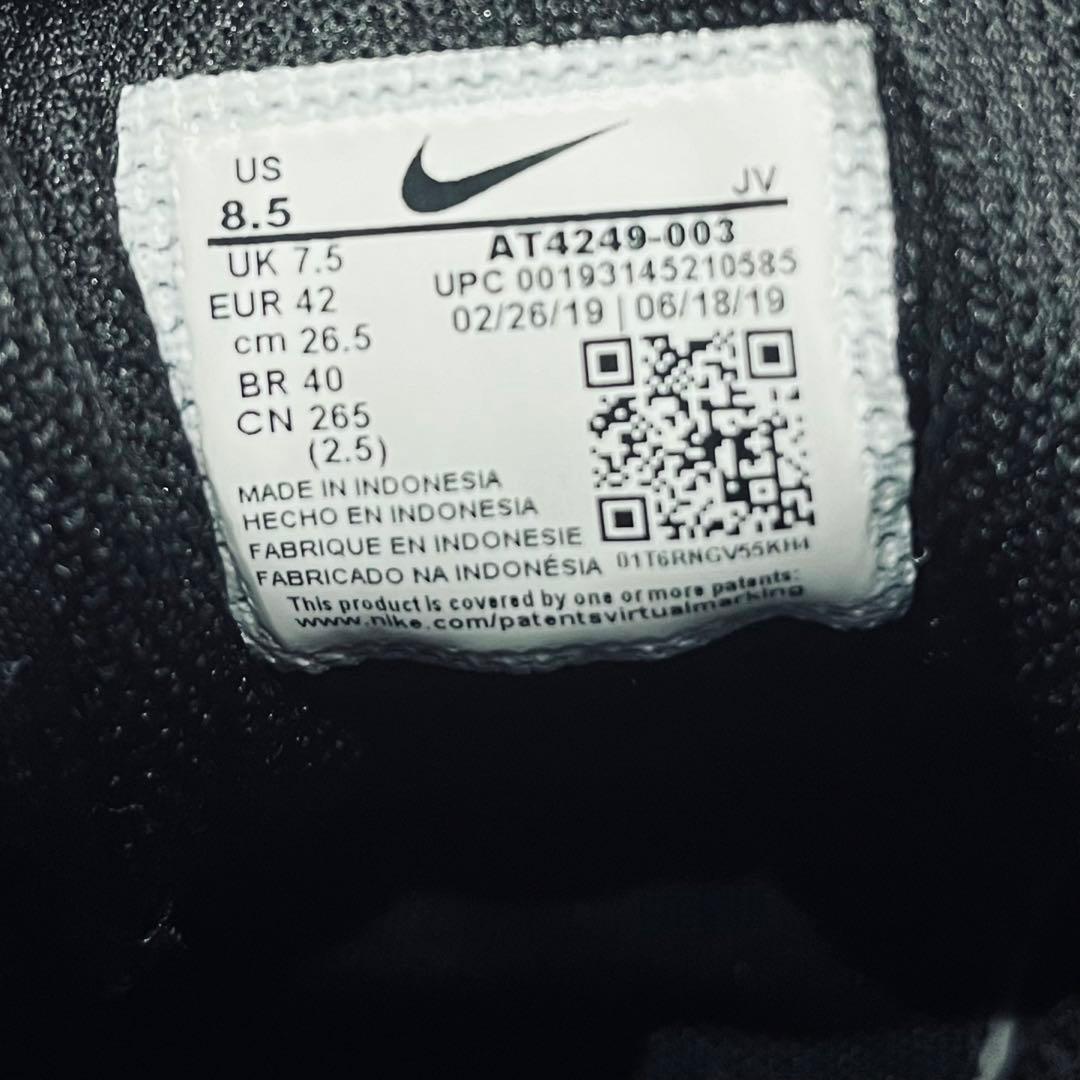 US
8.5
JV
UK 7.5
EUR 42
cm 26.5
BR 40
CN 265
(2.5)
AT4249-003
UPC 00193145210585
02/26/19 | 06/18/19
MADE IN INDONESIA
HECHO EN INDONESIA
FABRIQUE EN INDONESIE
FABRICADO NA INDONÉSIA
01T6RNGV55KH4
This product is covered by one or more patents:
www.nike.com/patentsvirtualmarking